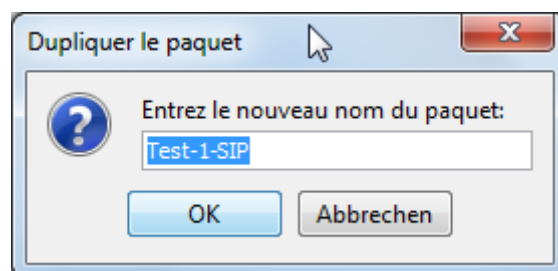 Dupliquer le paquet
Entrez le nouveau nom du paquet:
Test-1-SIP
OK Abbrechen